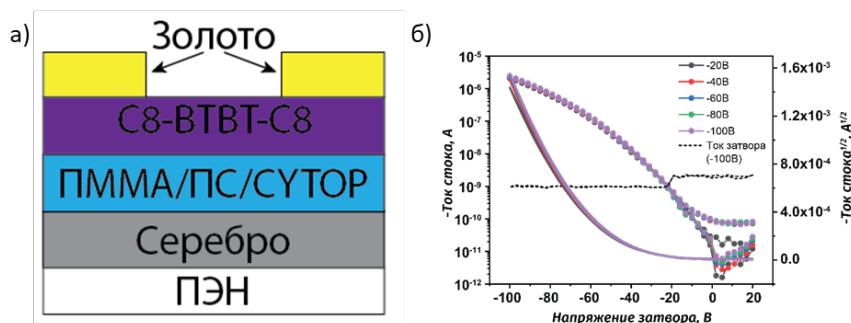 а)
Золото
C8-BTBT-C8
ПММА/ПС/CYTOP
Серебро
ПЭН
б)
-Ток стока, А
10-5
10-6
10-7
10-8
10-9
10-10
10-11
10-12
-20В
-40В
-60В
-80В
-100В
Ток затвора
(-100В)
1.6x10-3
1.2x10-3
8.0x10-4
4.0x10-4
0.0
-Ток стока1/2, А1/2
-100 -80 -60 -40 -20 0 20
Напряжение затвора, В